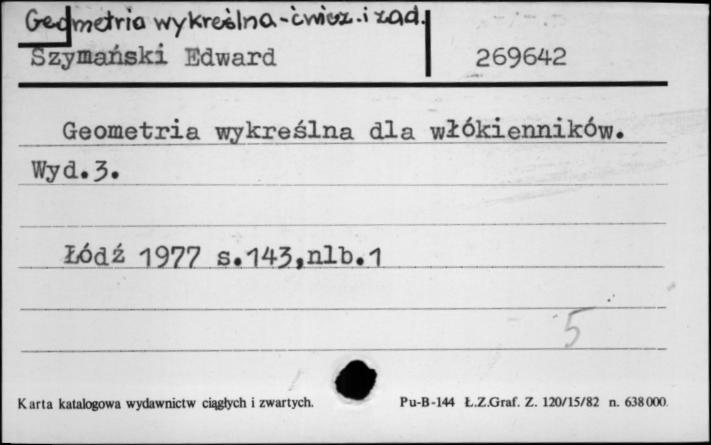 Geometria wykreślna-ćwicz.i zad.
Szymański Edward 269642
Geometria wykreślna dla włókienników.
Wyd.3.
Łódź 1977 s.143,nlb.1
5
Karta katalogowa wydawnictw ciągłych i zwartych. Pu-B-144 Ł.Z.Graf. Z. 120/15/82 n. 638000.